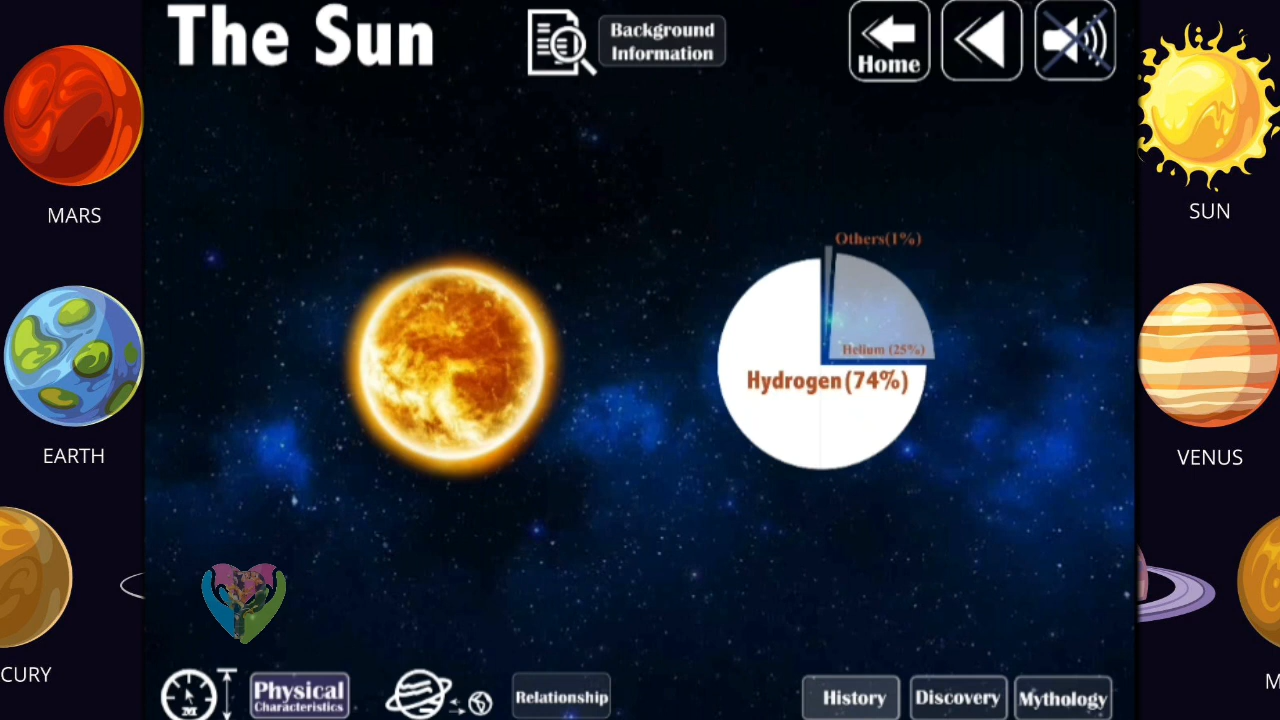 The Sun
Background
Information
Home
MARS
SUN
Others(1%)
Helium (25%)
Hydrogen(74%)
EARTH
VENUS
CURY
M
Physical
Characteristics
Relationship
History
Discovery
Mythology